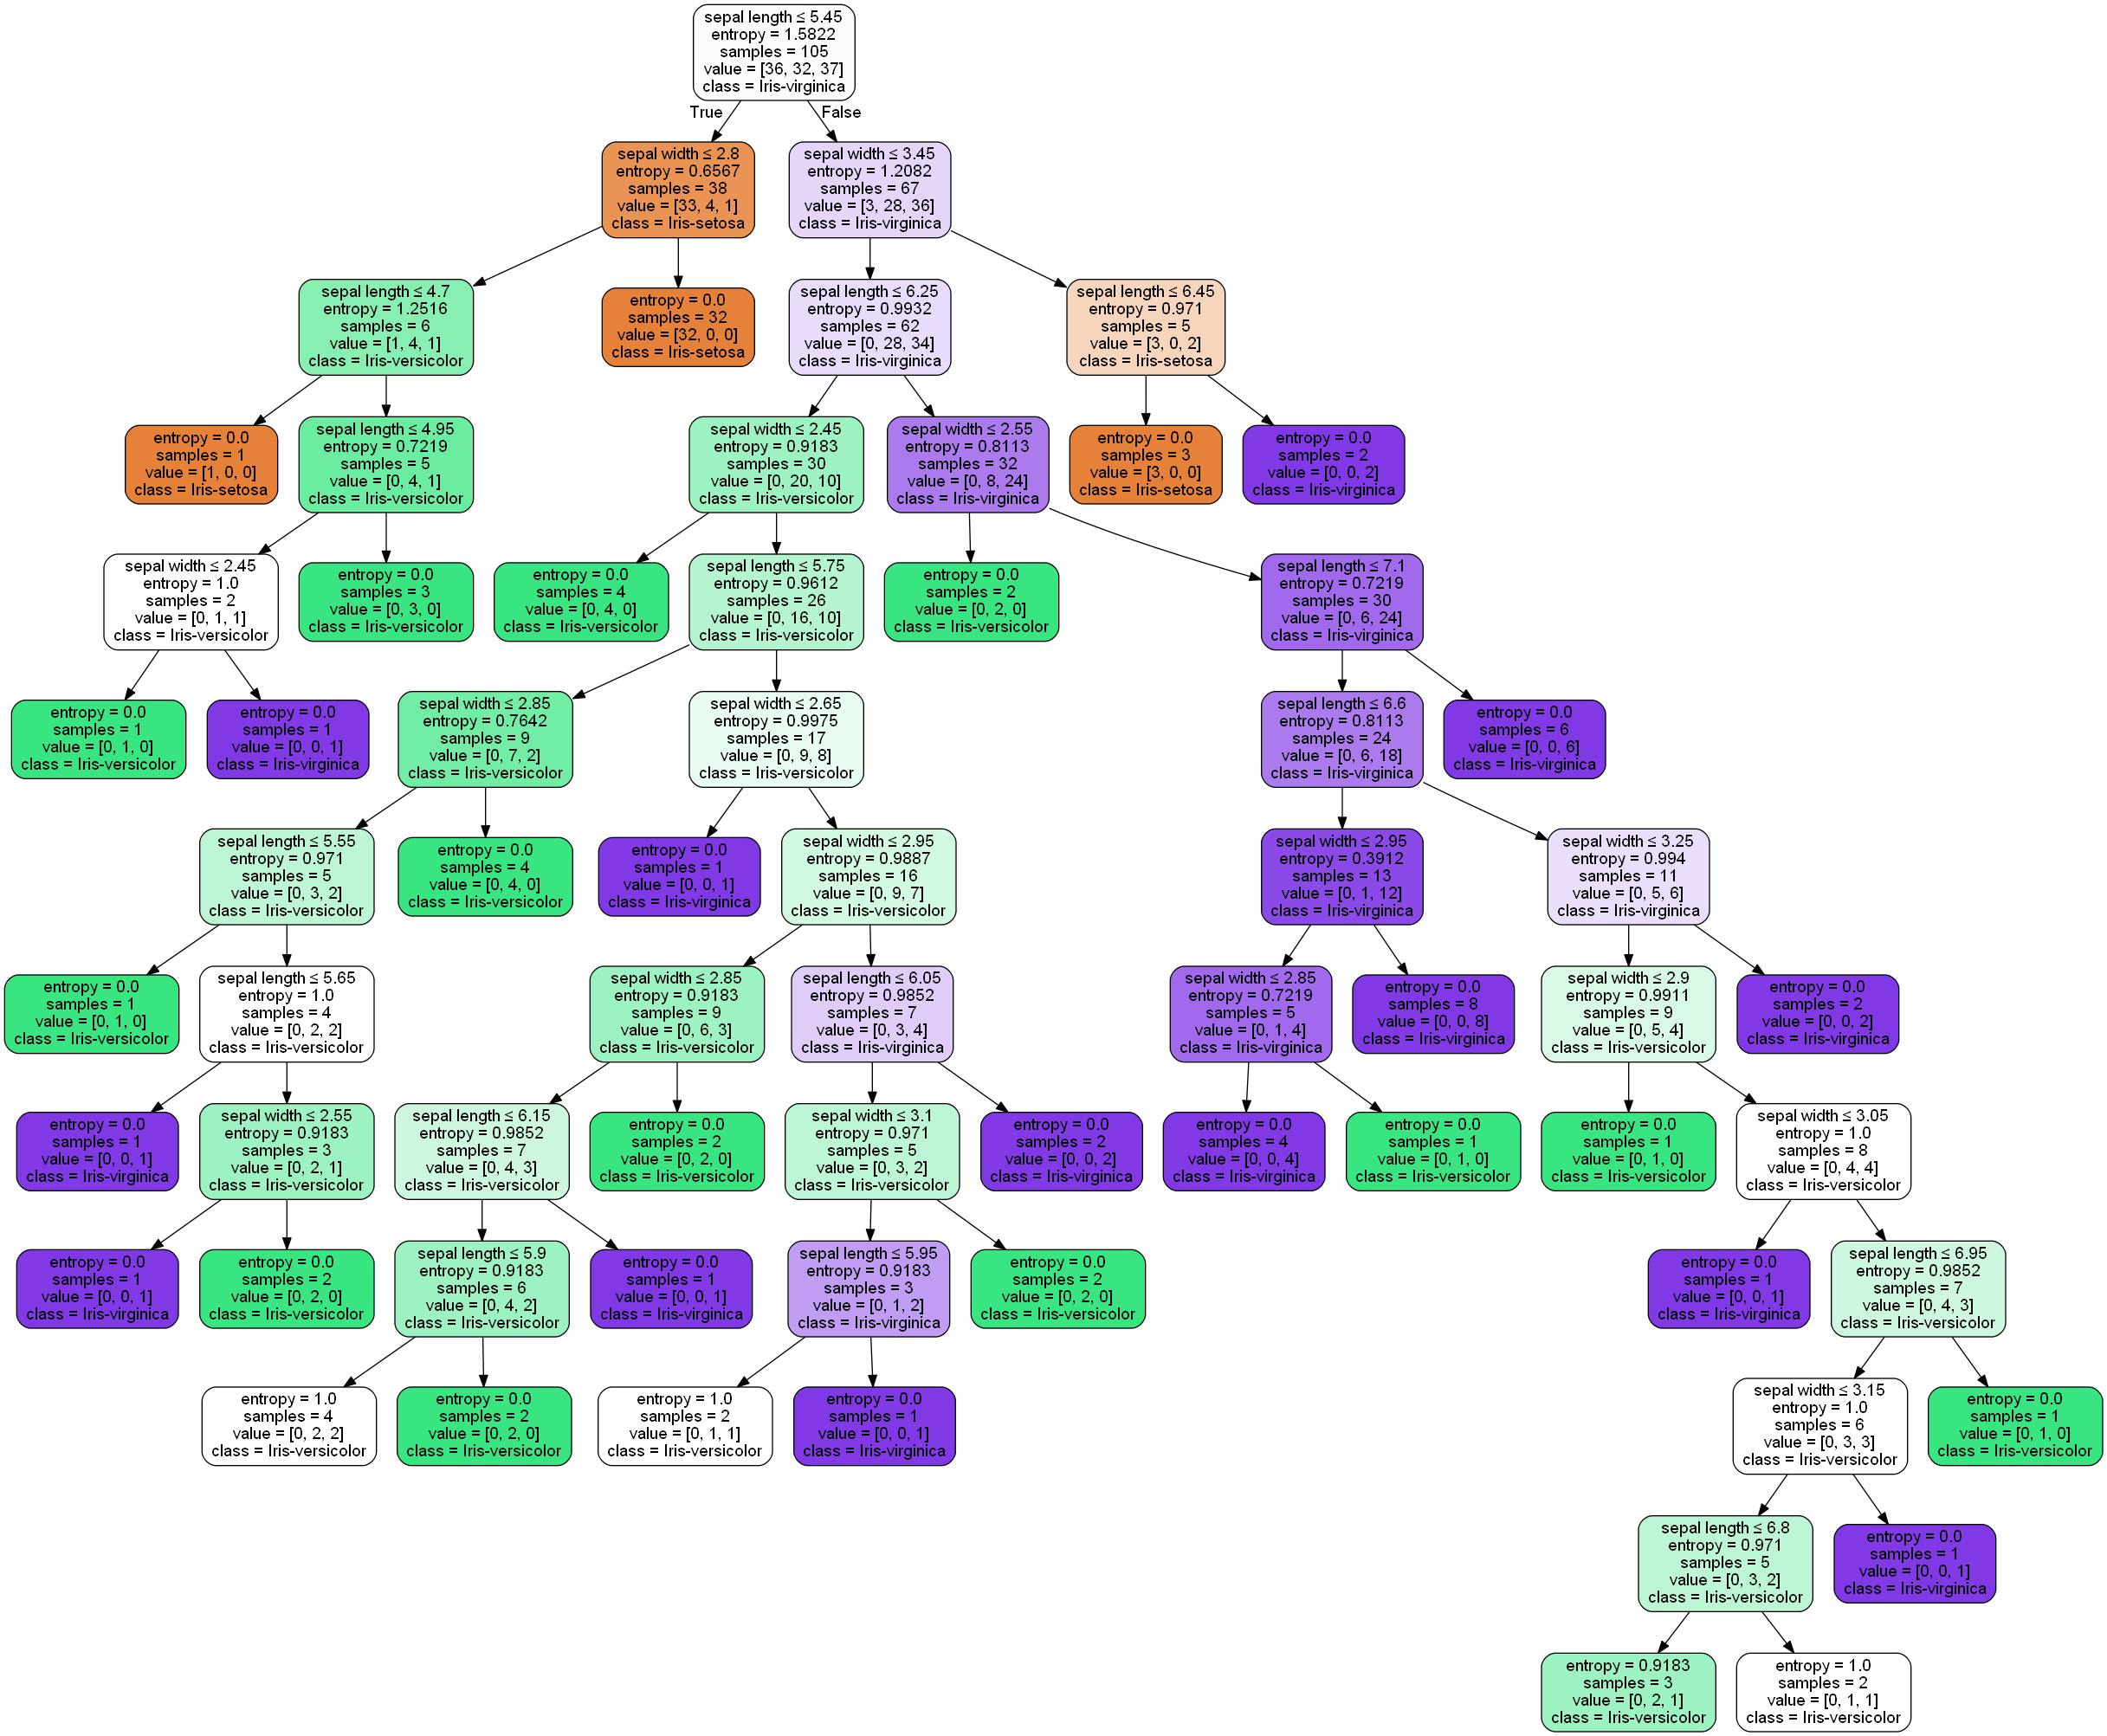 sepal length ≤ 5.45
entropy = 1.5822
samples = 105
value = [36, 32, 37]
class = Iris-virginica
True
False
sepal width ≤ 2.8
entropy = 0.6567
samples = 38
value = [33, 4, 1]
class = Iris-setosa
sepal width ≤ 3.45
entropy = 1.2082
samples = 67
value = [3, 28, 36]
class = Iris-virginica
sepal length ≤ 4.7
entropy = 1.2516
samples = 6
value = [1, 4, 1]
class = Iris-versicolor
entropy = 0.0
samples = 32
value = [32, 0, 0]
class = Iris-setosa
sepal length ≤ 6.25
entropy = 0.9932
samples = 62
value = [0, 28, 34]
class = Iris-virginica
sepal length ≤ 6.45
entropy = 0.971
samples = 5
value = [3, 0, 2]
class = Iris-setosa
entropy = 0.0
samples = 1
value = [1, 0, 0]
class = Iris-setosa
sepal length ≤ 4.95
entropy = 0.7219
samples = 5
value = [0, 4, 1]
class = Iris-versicolor
sepal width ≤ 2.45
entropy = 0.9183
samples = 30
value = [0, 20, 10]
class = Iris-versicolor
sepal width ≤ 2.55
entropy = 0.8113
samples = 32
value = [0, 8, 24]
class = Iris-virginica
entropy = 0.0
samples = 3
value = [3, 0, 0]
class = Iris-setosa
entropy = 0.0
samples = 2
value = [0, 0, 2]
class = Iris-virginica
sepal width ≤ 2.45
entropy = 1.0
samples = 2
value = [0, 1, 1]
class = Iris-versicolor
entropy = 0.0
samples = 3
value = [0, 3, 0]
class = Iris-versicolor
entropy = 0.0
samples = 4
value = [0, 4, 0]
class = Iris-versicolor
sepal length ≤ 5.75
entropy = 0.9612
samples = 26
value = [0, 16, 10]
class = Iris-versicolor
entropy = 0.0
samples = 2
value = [0, 2, 0]
class = Iris-versicolor
sepal length ≤ 7.1
entropy = 0.7219
samples = 30
value = [0, 6, 24]
class = Iris-virginica
entropy = 0.0
samples = 1
value = [0, 1, 0]
class = Iris-versicolor
entropy = 0.0
samples = 1
value = [0, 0, 1]
class = Iris-virginica
sepal width ≤ 2.85
entropy = 0.7642
samples = 9
value = [0, 7, 2]
class = Iris-versicolor
sepal width ≤ 2.65
entropy = 0.9975
samples = 17
value = [0, 9, 8]
class = Iris-versicolor
sepal length ≤ 6.6
entropy = 0.8113
samples = 24
value = [0, 6, 18]
class = Iris-virginica
entropy = 0.0
samples = 6
value = [0, 0, 6]
class = Iris-virginica
sepal length ≤ 5.55
entropy = 0.971
samples = 5
value = [0, 3, 2]
class = Iris-versicolor
entropy = 0.0
samples = 4
value = [0, 4, 0]
class = Iris-versicolor
entropy = 0.0
samples = 1
value = [0, 0, 1]
class = Iris-virginica
sepal width ≤ 2.95
entropy = 0.9887
samples = 16
value = [0, 9, 7]
class = Iris-versicolor
sepal width ≤ 2.95
entropy = 0.3912
samples = 13
value = [0, 1, 12]
class = Iris-virginica
sepal width ≤ 3.25
entropy = 0.994
samples = 11
value = [0, 5, 6]
class = Iris-virginica
entropy = 0.0
samples = 1
value = [0, 1, 0]
class = Iris-versicolor
sepal length ≤ 5.65
entropy = 1.0
samples = 4
value = [0, 2, 2]
class = Iris-versicolor
sepal width ≤ 2.85
entropy = 0.9183
samples = 9
value = [0, 6, 3]
class = Iris-versicolor
sepal length ≤ 6.05
entropy = 0.9852
samples = 7
value = [0, 3, 4]
class = Iris-virginica
sepal width ≤ 2.85
entropy = 0.7219
samples = 5
value = [0, 1, 4]
class = Iris-virginica
entropy = 0.0
samples = 8
value = [0, 0, 8]
class = Iris-virginica
sepal width ≤ 2.9
entropy = 0.9911
samples = 9
value = [0, 5, 4]
class = Iris-versicolor
entropy = 0.0
samples = 2
value = [0, 0, 2]
class = Iris-virginica
entropy = 0.0
samples = 1
value = [0, 0, 1]
class = Iris-virginica
sepal width ≤ 2.55
entropy = 0.9183
samples = 3
value = [0, 2, 1]
class = Iris-versicolor
sepal length ≤ 6.15
entropy = 0.9852
samples = 7
value = [0, 4, 3]
class = Iris-versicolor
entropy = 0.0
samples = 2
value = [0, 2, 0]
class = Iris-versicolor
sepal width ≤ 3.1
entropy = 0.971
samples = 5
value = [0, 3, 2]
class = Iris-versicolor
entropy = 0.0
samples = 2
value = [0, 0, 2]
class = Iris-virginica
entropy = 0.0
samples = 4
value = [0, 0, 4]
class = Iris-virginica
entropy = 0.0
samples = 1
value = [0, 1, 0]
class = Iris-versicolor
entropy = 0.0
samples = 1
value = [0, 1, 0]
class = Iris-versicolor
sepal width ≤ 3.05
entropy = 1.0
samples = 8
value = [0, 4, 4]
class = Iris-versicolor
entropy = 0.0
samples = 1
value = [0, 0, 1]
class = Iris-virginica
entropy = 0.0
samples = 2
value = [0, 2, 0]
class = Iris-versicolor
sepal length ≤ 5.9
entropy = 0.9183
samples = 6
value = [0, 4, 2]
class = Iris-versicolor
entropy = 0.0
samples = 1
value = [0, 0, 1]
class = Iris-virginica
sepal length ≤ 5.95
entropy = 0.9183
samples = 3
value = [0, 1, 2]
class = Iris-virginica
entropy = 0.0
samples = 2
value = [0, 2, 0]
class = Iris-versicolor
entropy = 0.0
samples = 1
value = [0, 0, 1]
class = Iris-virginica
sepal length ≤ 6.95
entropy = 0.9852
samples = 7
value = [0, 4, 3]
class = Iris-versicolor
entropy = 1.0
samples = 4
value = [0, 2, 2]
class = Iris-versicolor
entropy = 0.0
samples = 2
value = [0, 2, 0]
class = Iris-versicolor
entropy = 1.0
samples = 2
value = [0, 1, 1]
class = Iris-versicolor
entropy = 0.0
samples = 1
value = [0, 0, 1]
class = Iris-virginica
sepal width ≤ 3.15
entropy = 1.0
samples = 6
value = [0, 3, 3]
class = Iris-versicolor
entropy = 0.0
samples = 1
value = [0, 1, 0]
class = Iris-versicolor
sepal length ≤ 6.8
entropy = 0.971
samples = 5
value = [0, 3, 2]
class = Iris-versicolor
entropy = 0.0
samples = 1
value = [0, 0, 1]
class = Iris-virginica
entropy = 0.9183
samples = 3
value = [0, 2, 1]
class = Iris-versicolor
entropy = 1.0
samples = 2
value = [0, 1, 1]
class = Iris-versicolor